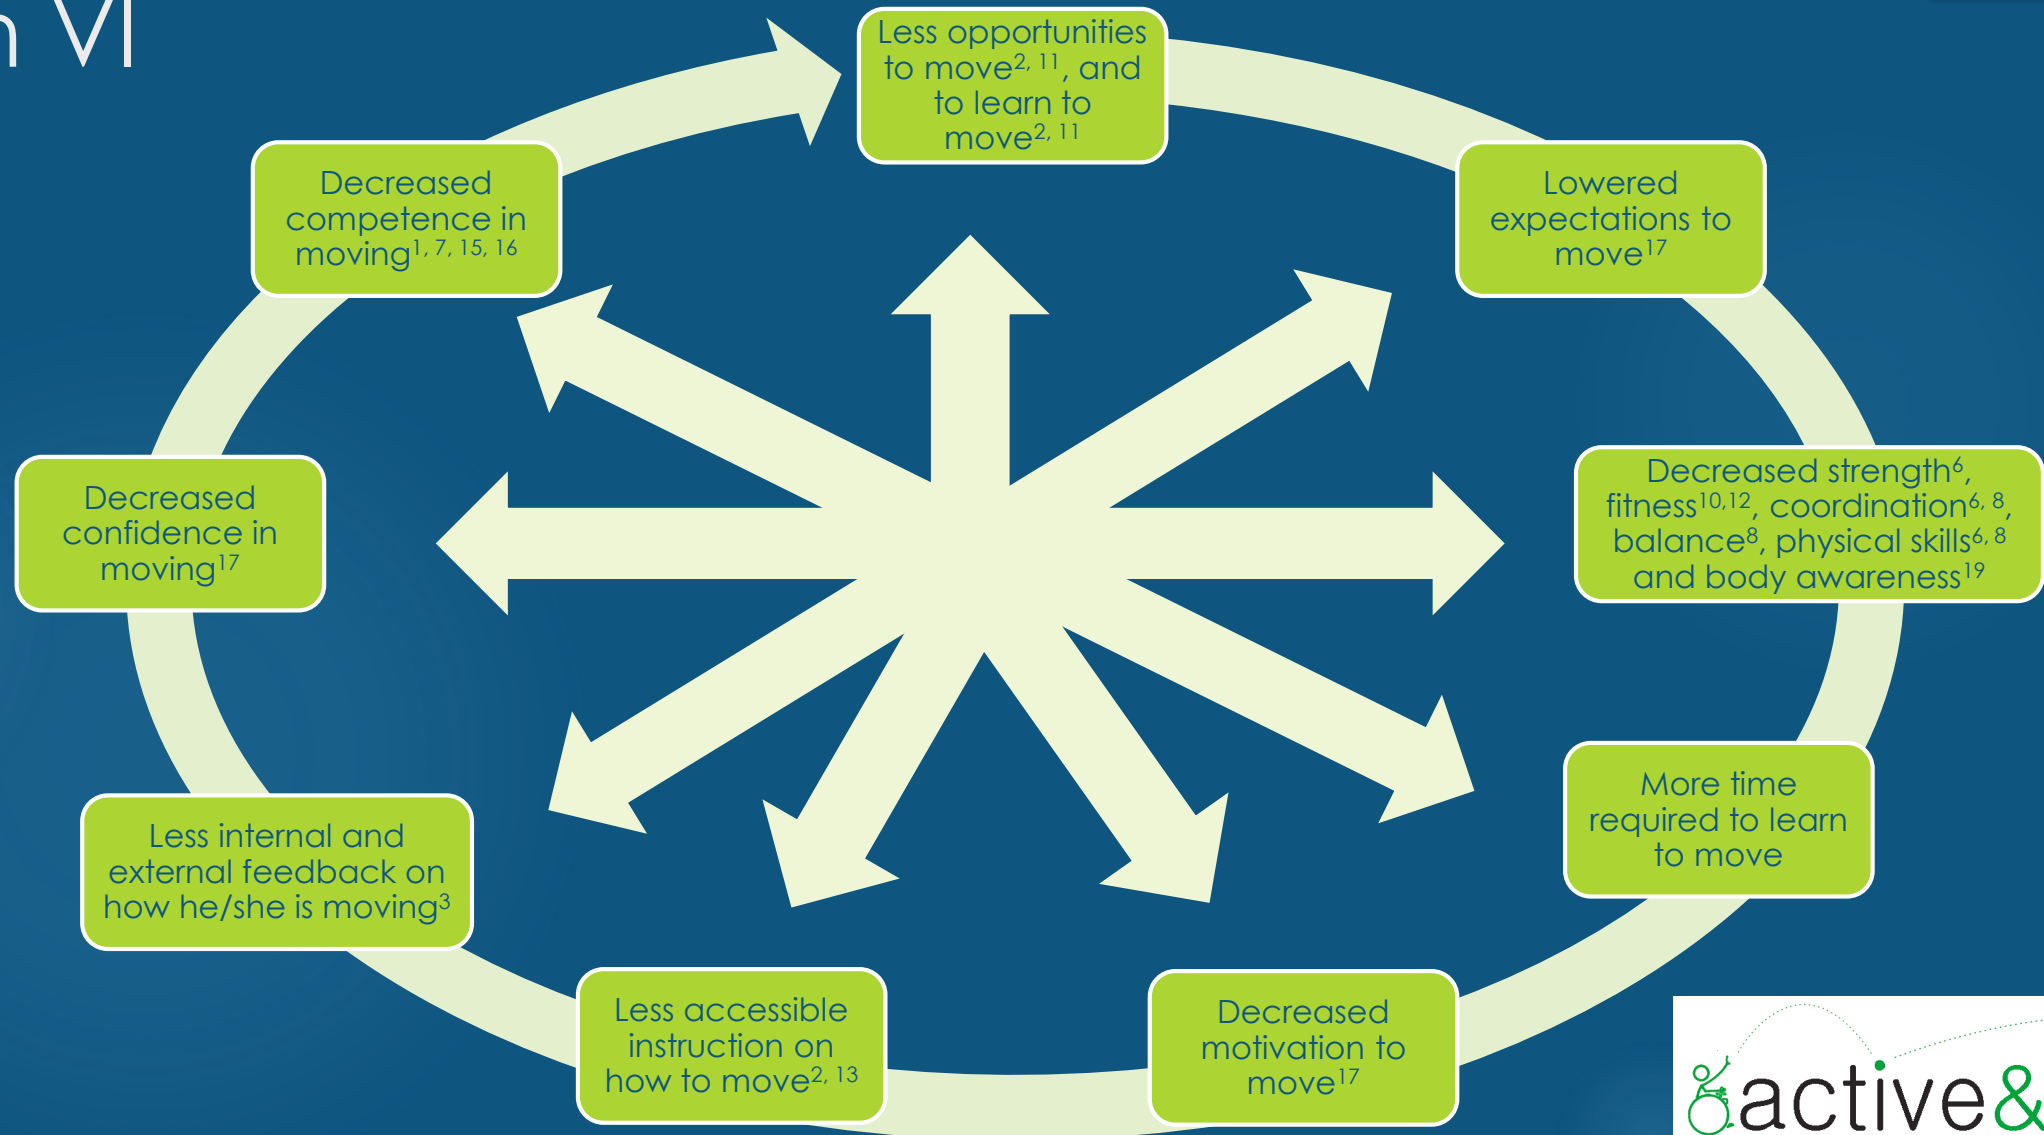 VI
Less opportunities
to move2, 11, and
to learn to
move2, 11
Lowered
expectations to
move17
Decreased strength6,
fitness10,12, coordination6, 8,
balance8, physical skills6, 8
and body awareness19
More time
required to learn
to move
Decreased
motivation to
move17
Less accessible
instruction on
how to move2, 13
Less internal and
external feedback on
how he/she is moving3
Decreased
confidence in
moving17
Decreased
competence in
moving1, 7, 15, 16
active&